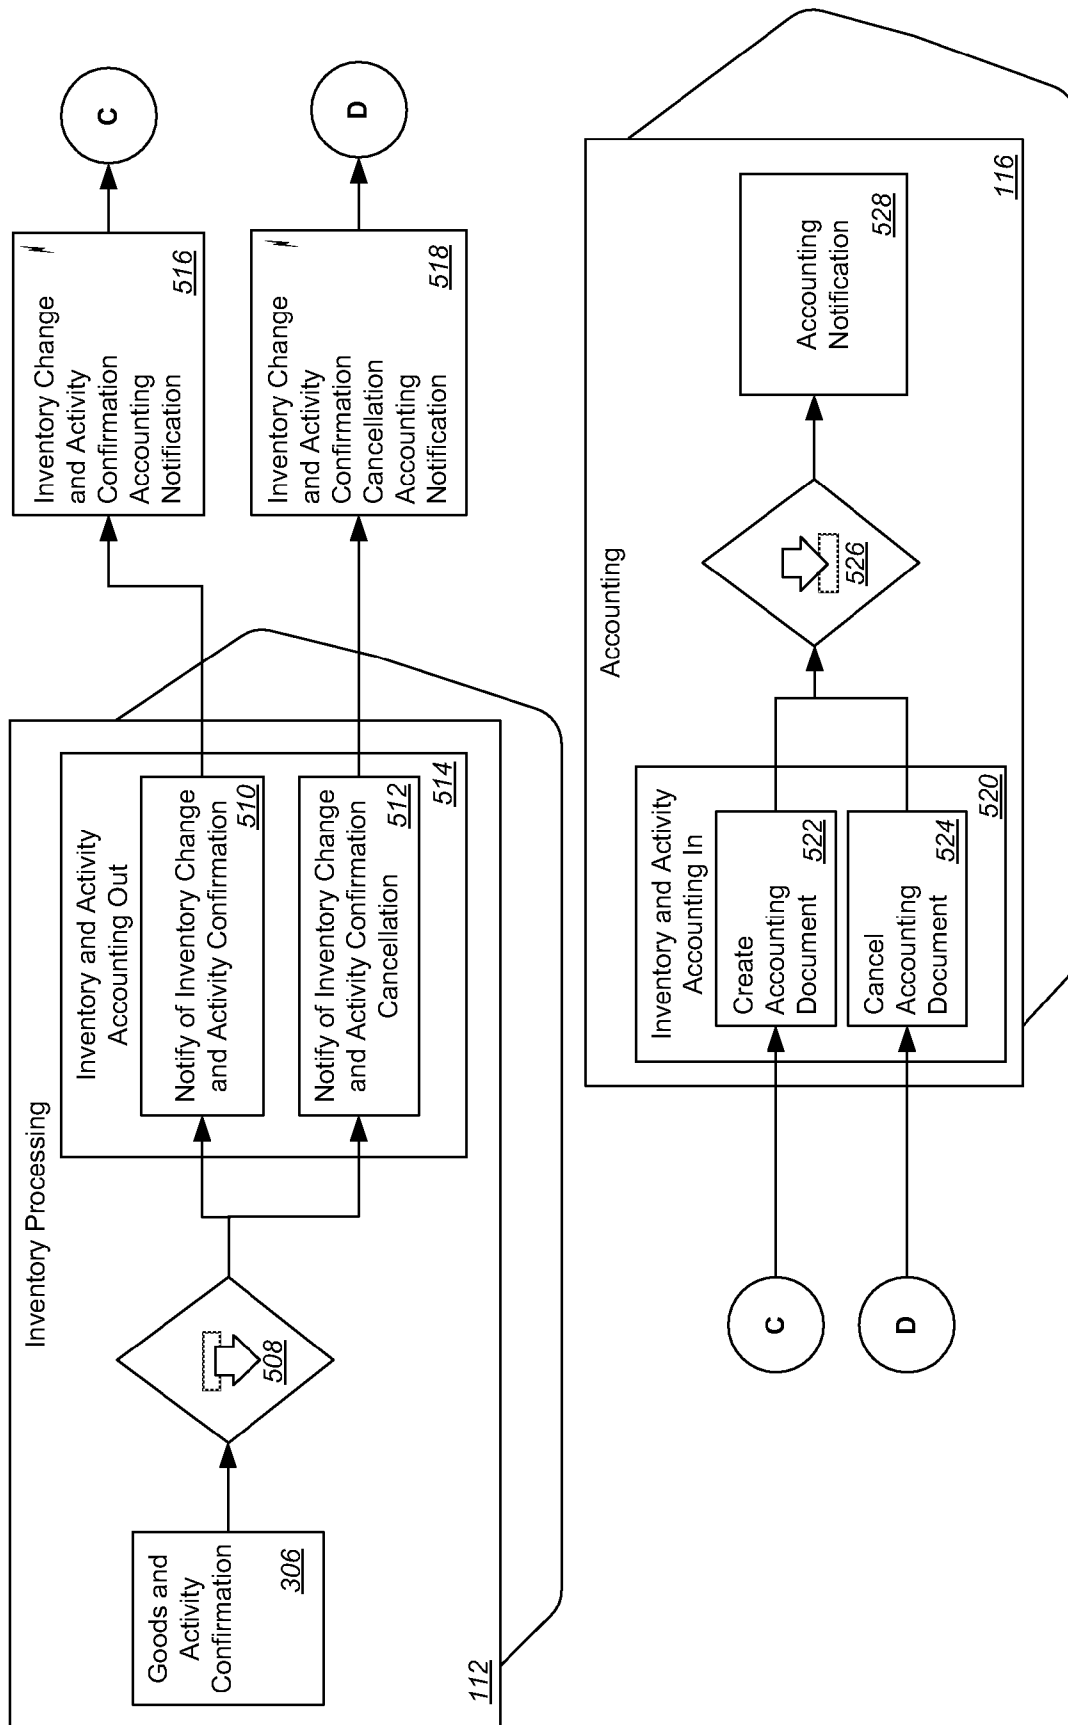 Inventory Processing
Goods and
Activity
Confirmation
306
508
Inventory and Activity
Accounting Out
Notify of Inventory Change
and Activity Confirmation
510
Notify of Inventory Change
and Activity Confirmation
Cancellation
512
514
112
Inventory Change
and Activity
Confirmation
Accounting
Notification
516
C
Inventory Change
and Activity
Confirmation
Cancellation
Accounting
Notification
518
D
C
D
Accounting
Inventory and Activity
Accounting In
Create
Accounting
Document
522
Cancel
Accounting
Document
524
520
526
Accounting
Notification
528
116